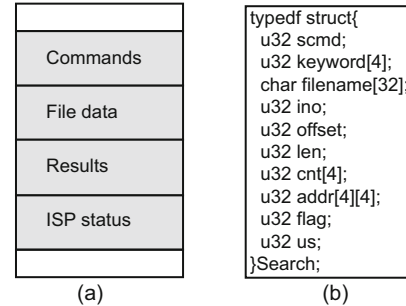 Commands
File data
Results
ISP status
(a)
typedf struct{
u32 scmd;
u32 keyword[4];
char filename[32];
u32 ino;
u32 offset;
u32 len;
u32 cnt[4];
u32 addr[4][4];
u32 flag;
u32 us;
}Search;
(b)